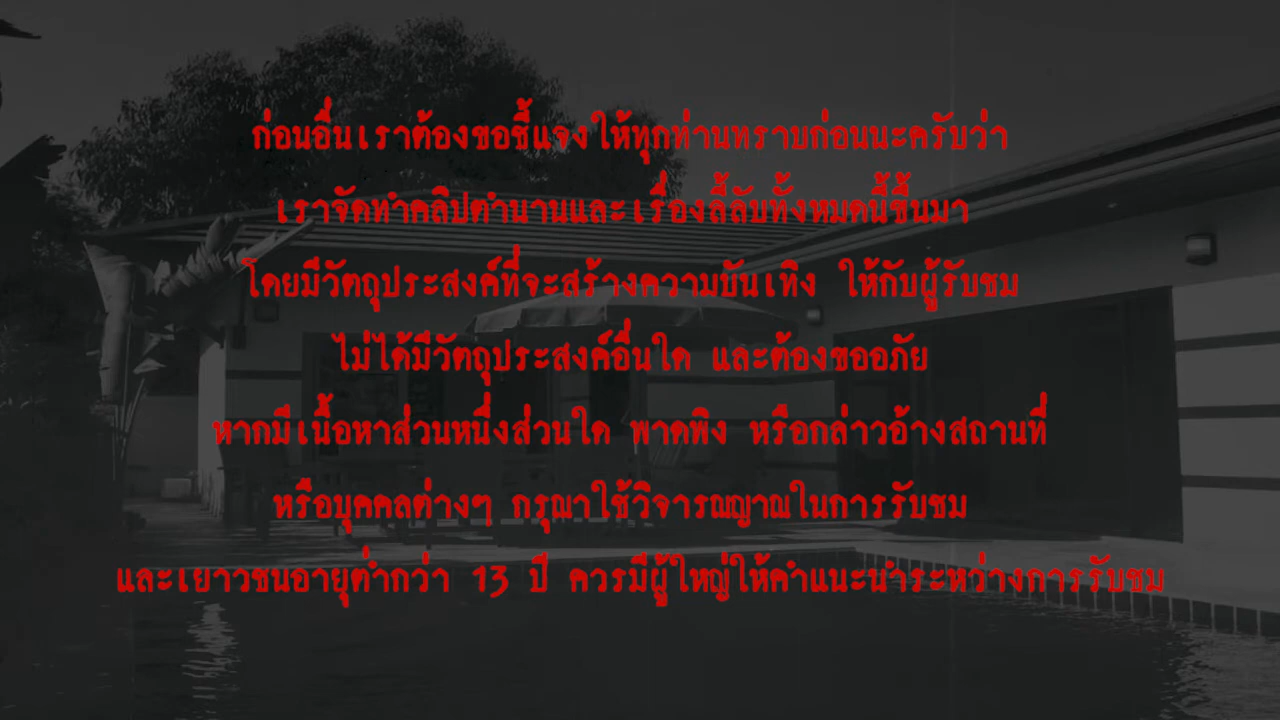 ก่อนอื่นเราต้องขอชี้แจงให้ทุกท่านทราบก่อนนะครับว่า
เราจัดทำคลิปตำนานและเรื่องลี้ลับทั้งหมดนี้ขึ้นมา
โดยมีวัตถุประสงค์ที่จะสร้างความบันเทิง ให้กับผู้รับชม
ไม่ได้มีวัตถุประสงค์อื่นใด และต้องขออภัย
หากมีเนื้อหาส่วนหนึ่งส่วนใด พาดพิง หรือกล่าวอ้างสถานที่
หรือบุคคลต่างๆ กรุณาใช้วิจารณญาณในการรับชม
และเยาวชนอายุต่ำกว่า 13 ปี ควรมีผู้ใหญ่ให้คำแนะนำระหว่างการรับชม